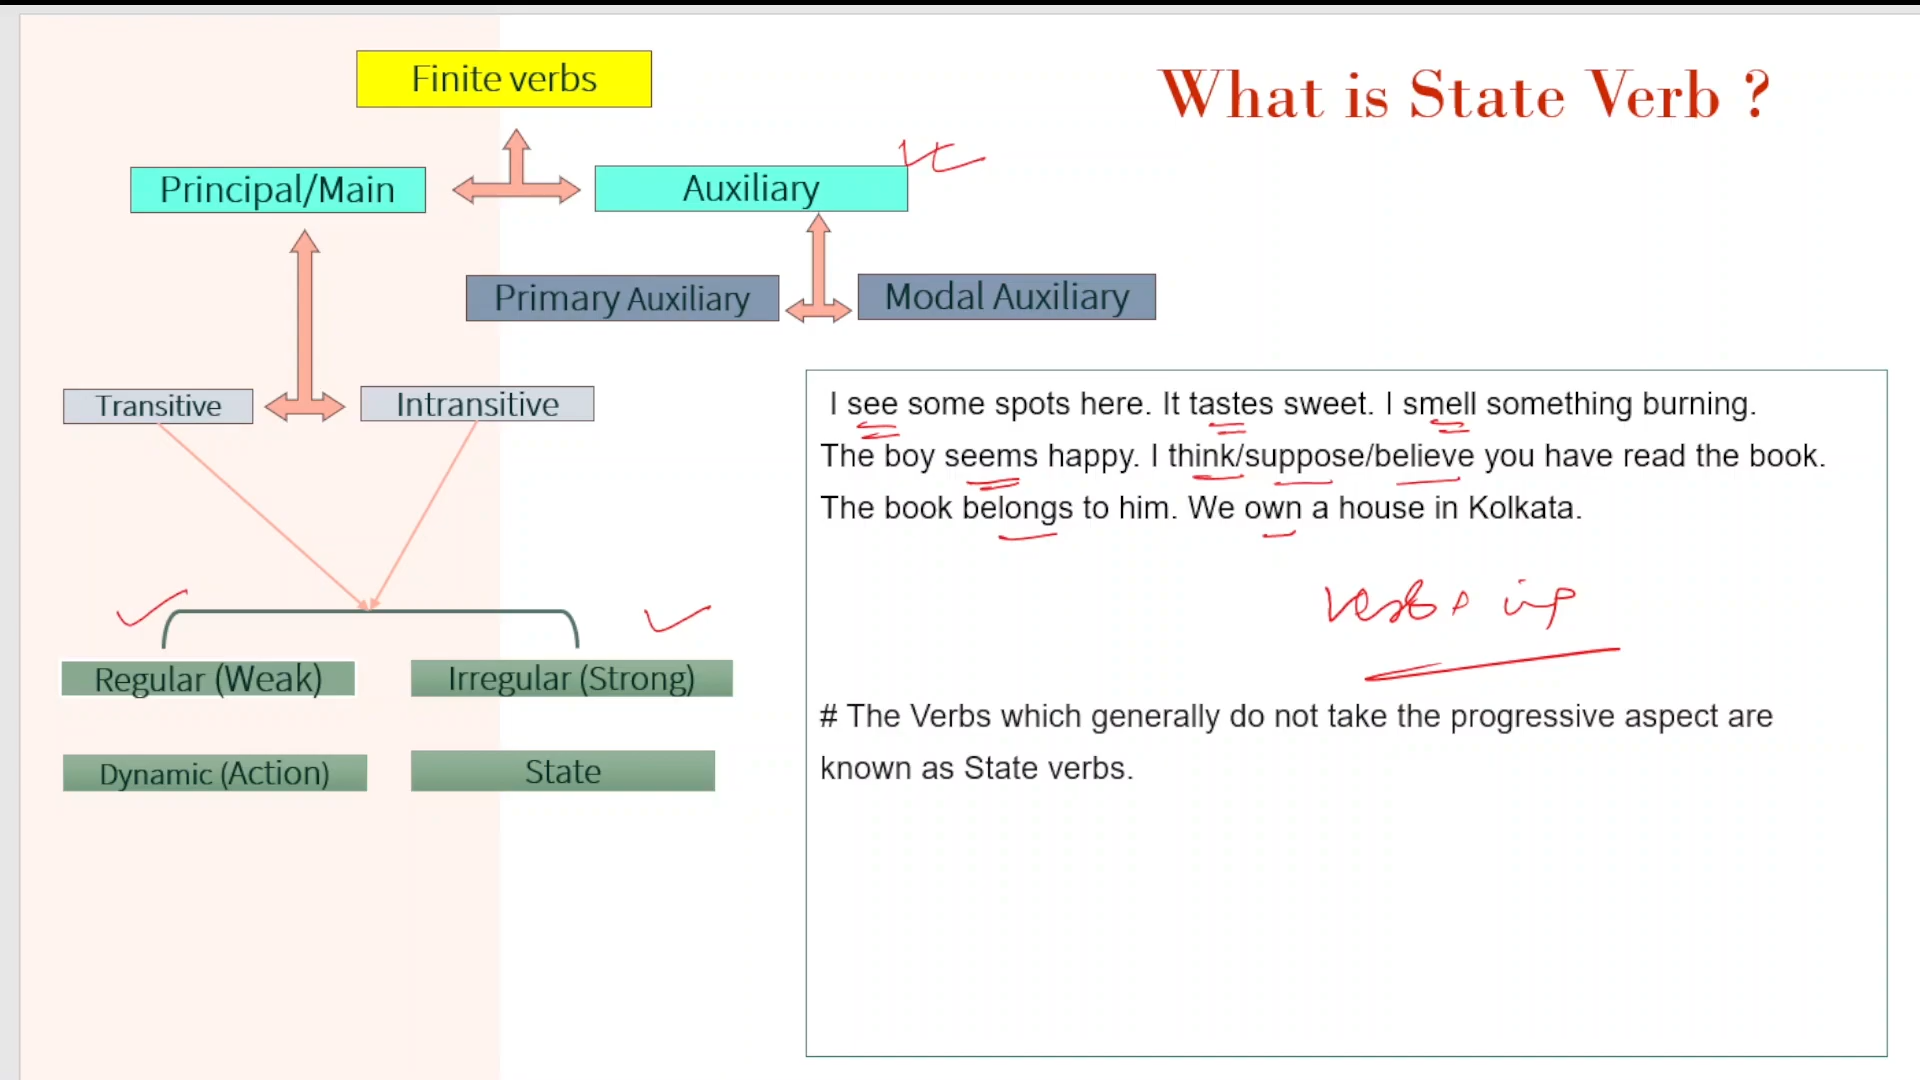 Finite verbs
What is State Verb ?
Principal/Main
Auxiliary
Primary Auxiliary
Modal Auxiliary
Transitive
Intransitive
I see some spots here. It tastes sweet. I smell something burning.
The boy seems happy. I think/suppose/believe you have read the book.
The book belongs to him. We own a house in Kolkata.
Regular (Weak)
Irregular (Strong)
# The Verbs which generally do not take the progressive aspect are
known as State verbs.
Dynamic (Action)
State